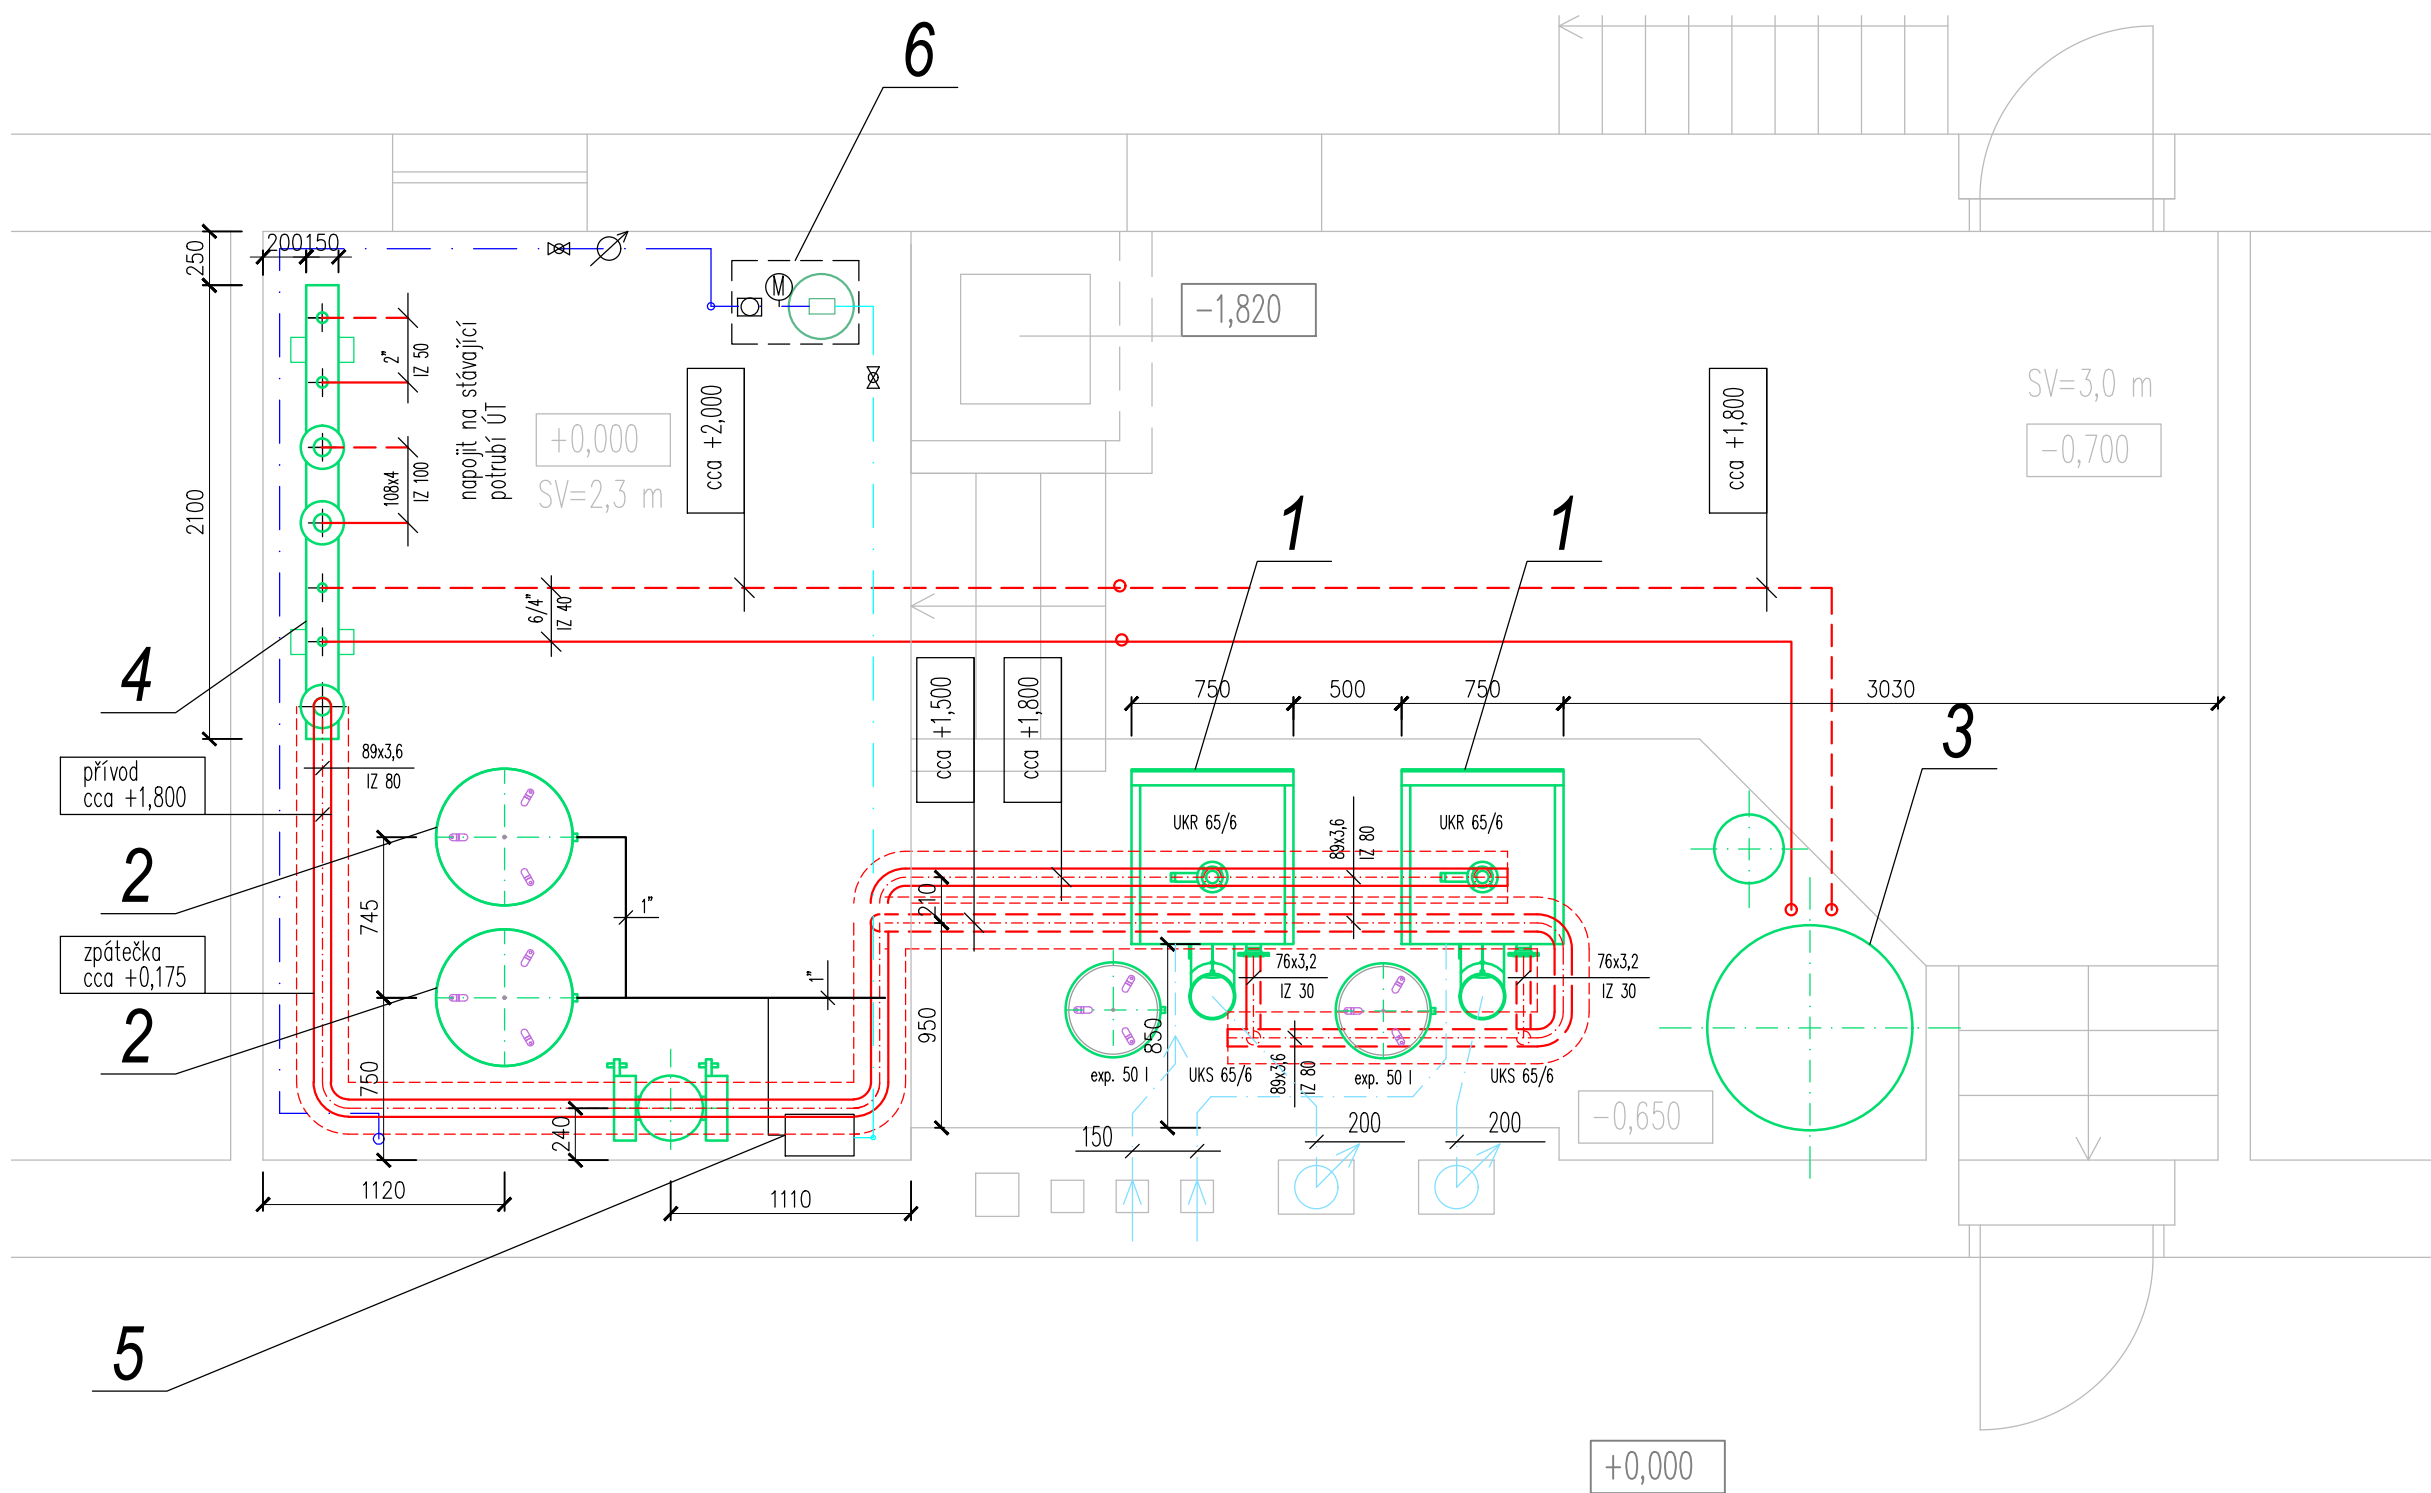 6
250
200
150
M
-1,820
2"
IZ 50
napojit na stávající
potrubí ÚT
+0,000
SV=2,3 m
cca +2,000
cca +1,800
SV=3,0 m
-0,700
108x4
IZ 100
2100
1
1
6/4"
IZ 40
4
cca +1,500
cca +1,800
750
500
750
3030
3
89x3,6
IZ 80
přívod
cca +1,800
UKR 65/6
89x3,6
IZ 80
UKR 65/6
2
745
1"
210
zpátečka
cca +0,175
1"
76x3,2
IZ 30
76x3,2
IZ 30
2
950
850
750
exp. 50 l
UKS 65/6
89x3,6
IZ 80
exp. 50 l
UKS 65/6
240
150
200
200
-0,650
1120
1110
5
+0,000